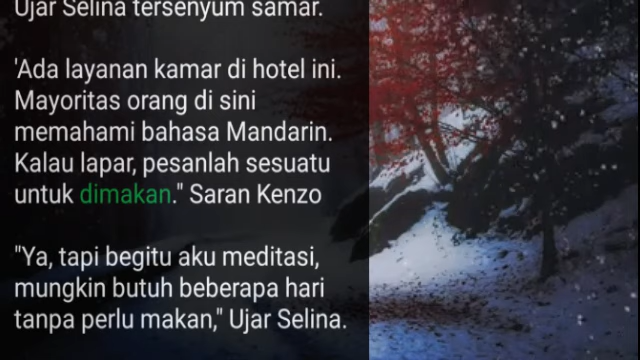 Ujar Selina tersenyum samar.
'Ada layanan kamar di hotel ini.
Mayoritas orang di sini
memahami bahasa Mandarin.
Kalau lapar, pesanlah sesuatu
untuk dimakan." Saran Kenzo
"Ya, tapi begitu aku meditasi,
mungkin butuh beberapa hari
tanpa perlu makan," Ujar Selina.